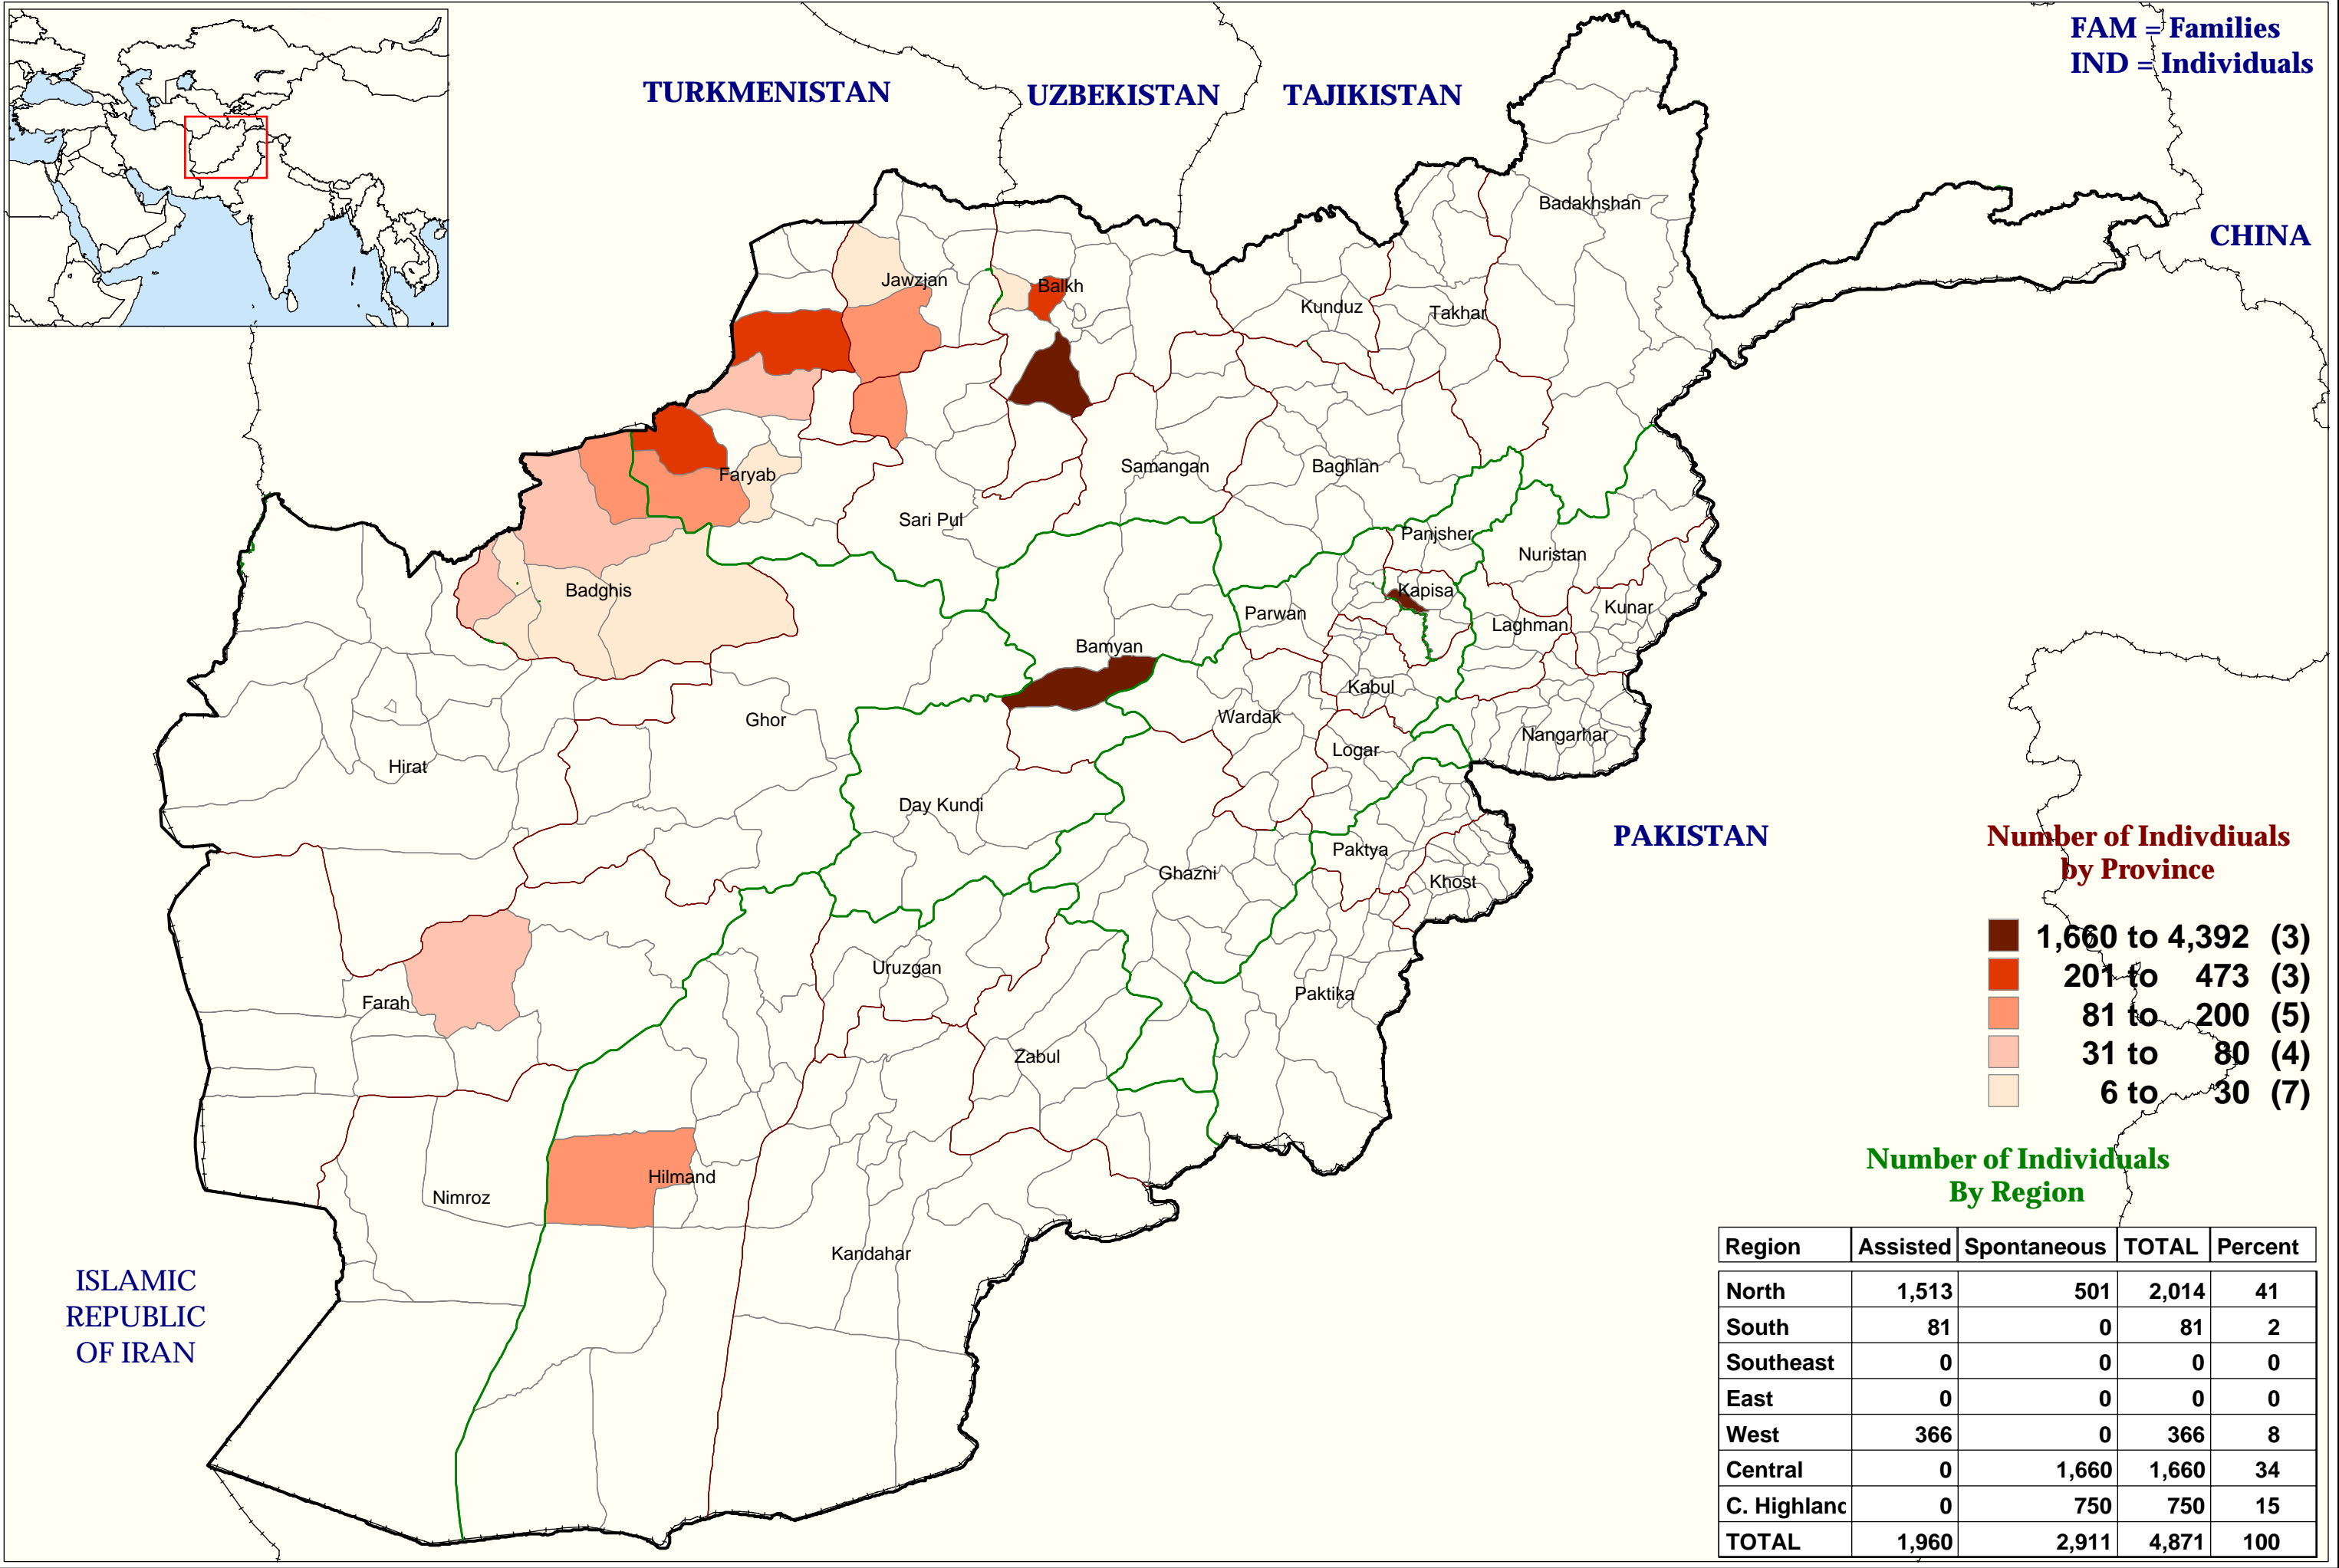 FAM = Families
IND = Individuals
TURKMENISTAN
UZBEKISTAN
TAJIKISTAN
CHINA
Badakhshan
Jawzjan
Balkh
Kunduz
Takhar
Faryab
Samangan
Baghlan
Sari Pul
Panjsher
Nuristan
Badghis
Kapisa
Kunar
Parwan
Laghman
Bamyan
Kabul
Ghor
Wardak
Nangarhar
Logar
Hirat
Day Kundi
PAKISTAN
Paktya
Ghazni
Khost
Uruzgan
Farah
Paktika
Zabul
Hilmand
Nimroz
Kandahar
ISLAMIC
REPUBLIC
OF IRAN
Number of Indivdiuals
by Province
1,660 to 4,392 (3)
201 to 473 (3)
81 to 200 (5)
31 to 80 (4)
6 to 30 (7)
Number of Individuals
By Region
Region Assisted Spontaneous TOTAL Percent
North 1,513 501 2,014 41
South 81 0 81 2
Southeast 0 0 0 0
East 0 0 0 0
West 366 0 366 8
Central 0 1,660 1,660 34
C. Highland 0 750 750 15
TOTAL 1,960 2,911 4,871 100